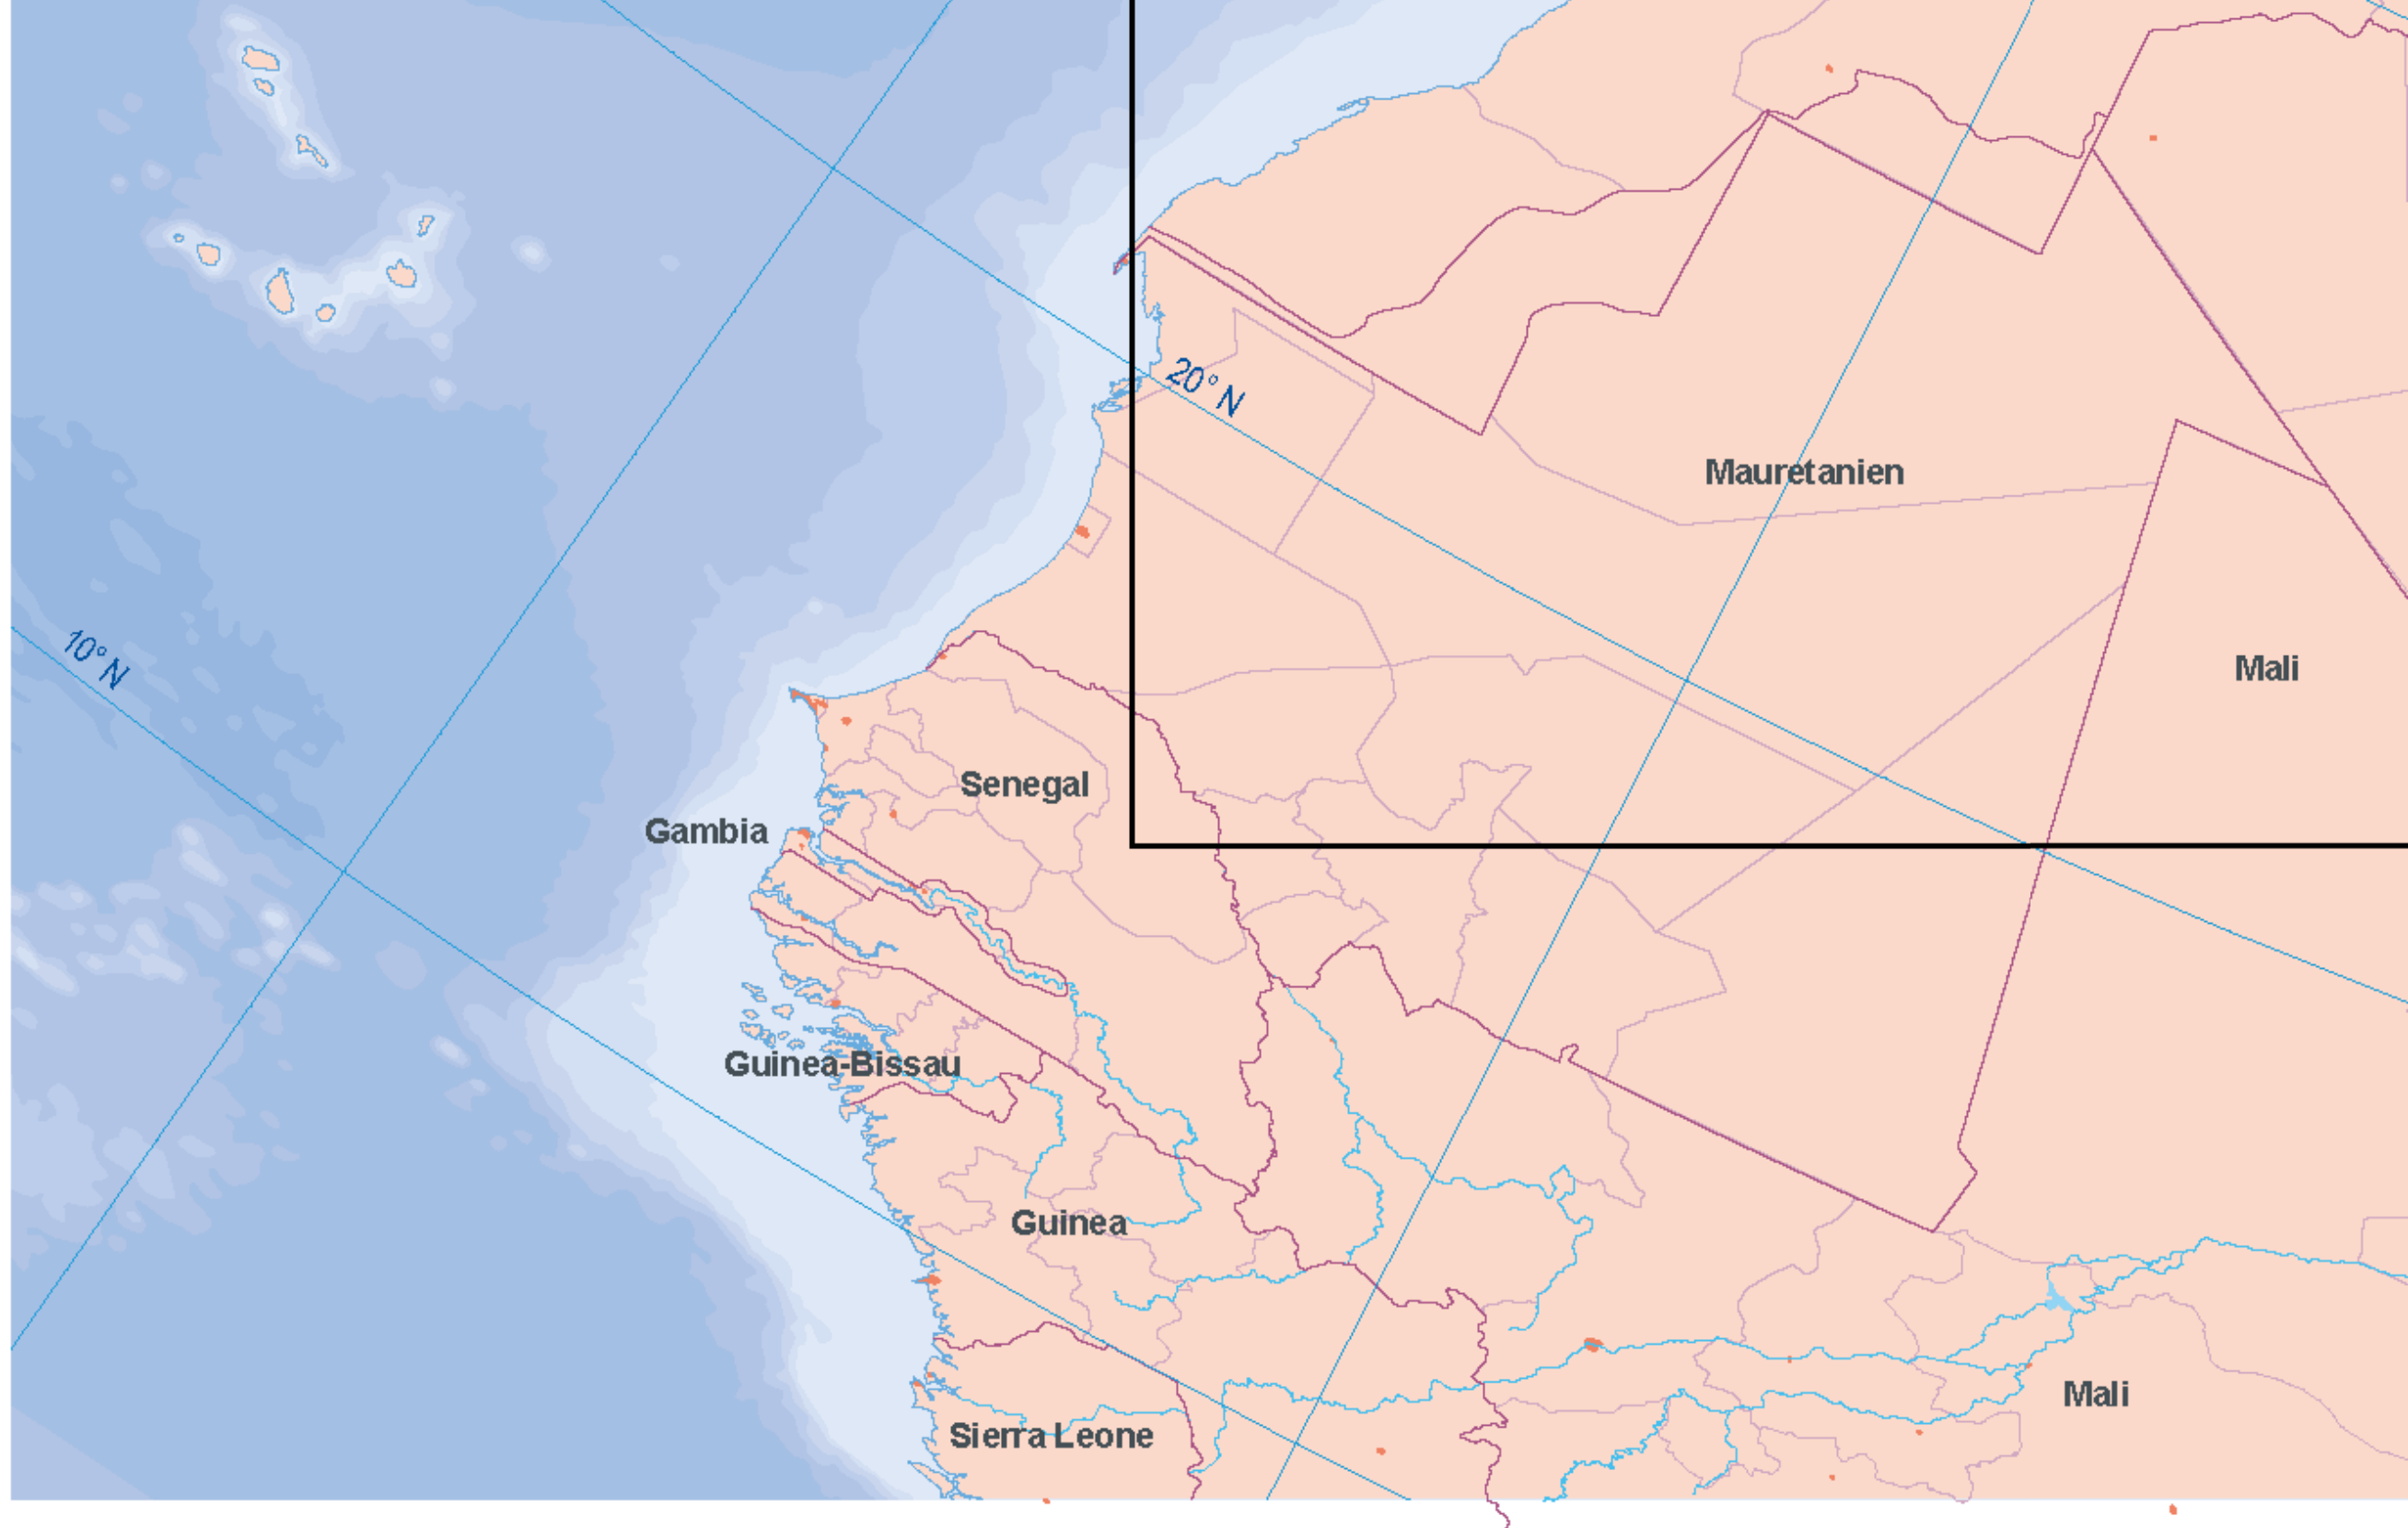 20° N
Mauretanien
10° N
Mali
Senegal
Gambia
Guinea-Bissau
Guinea
Mali
Sierra Leone